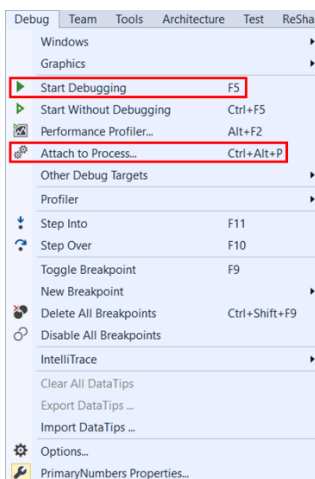 Debug Team Tools Architecture Test ReSha
Windows
Graphics
Start Debugging F5
Start Without Debugging Ctrl+F5
Performance Profiler... Alt+F2
Attach to Process... Ctrl+Alt+P
Other Debug Targets
Profiler
Step Into F11
Step Over F10
Toggle Breakpoint F9
New Breakpoint
Delete All Breakpoints Ctrl+Shift+F9
Disable All Breakpoints
IntelliTrace
Clear All DataTips
Export DataTips ...
Import DataTips ...
Options...
PrimaryNumbers Properties...